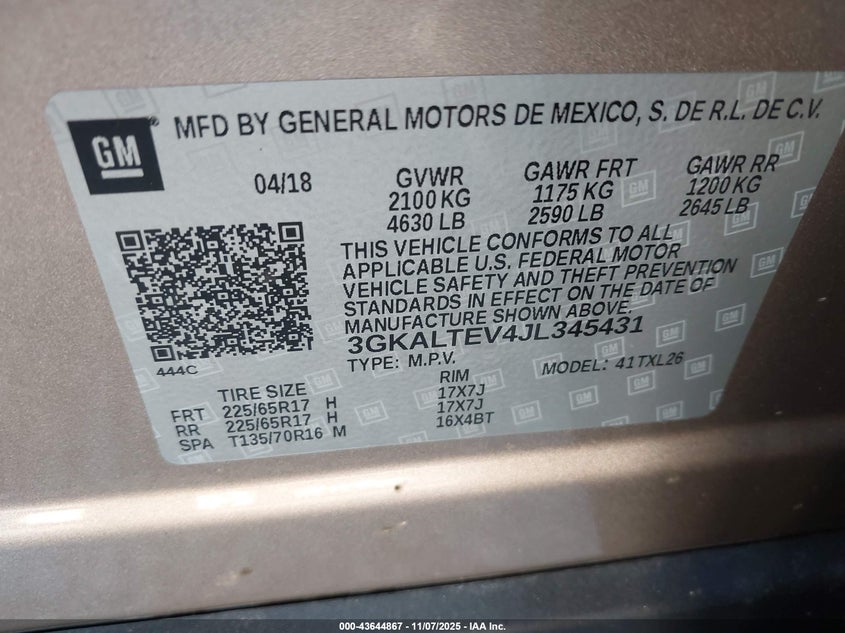 GM
MFD BY GENERAL MOTORS DE MEXICO, S. DE R.L. DE C.V.
04/18
GVWR
2100 KG
4630 LB
GAWR FRT
1175 KG
2590 LB
GAWR RR
1200 KG
2645 LB
THIS VEHICLE CONFORMS TO ALL
APPLICABLE U.S. FEDERAL MOTOR
VEHICLE SAFETY AND THEFT PREVENTION
STANDARDS IN EFFECT ON THE DATE OF
MANUFACTURE SHOWN ABOVE.
3GKALTEV4JL345431
TYPE: M.P.V.
MODEL: 41TXL26
444C
TIRE SIZE RIM
FRT 225/65R17 H 17X7J
RR 225/65R17 H 17X7J
SPA T135/70R16 M 16X4BT
000-43644867 - 11/07/2025 - IAA Inc.